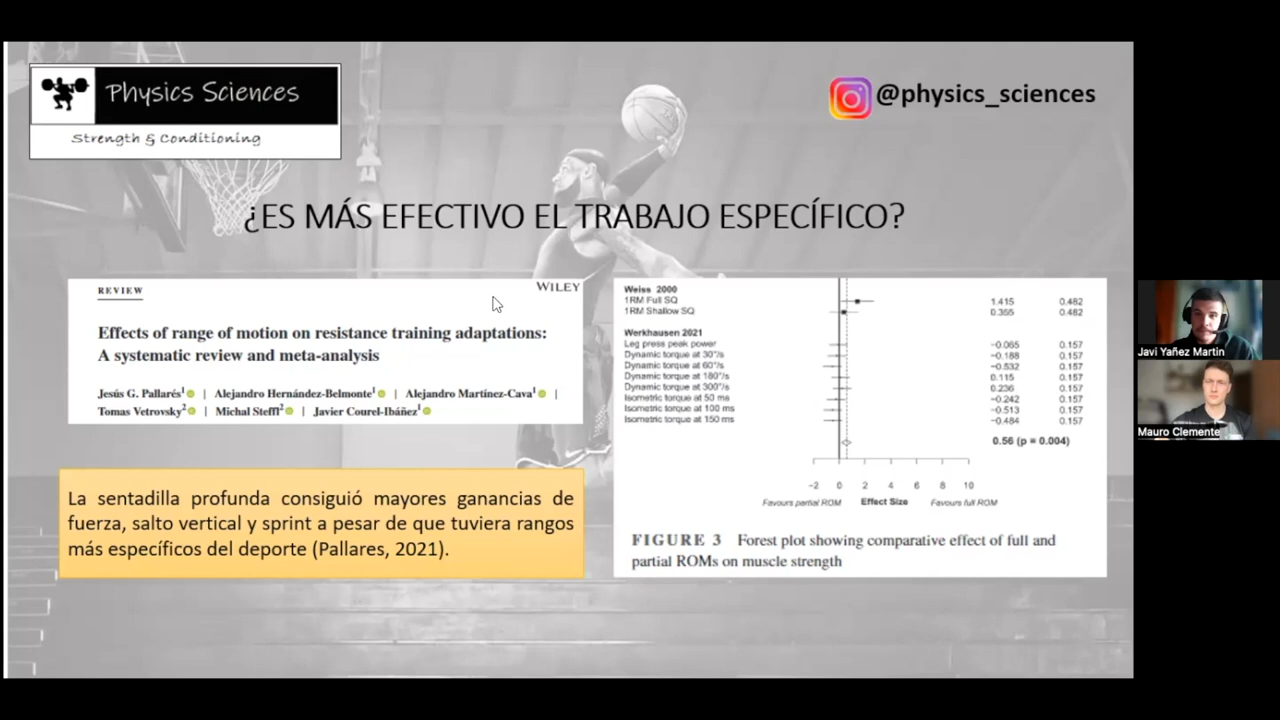 Physics Sciences
Strength & Conditioning
@physics_sciences
¿ES MÁS EFECTIVO EL TRABAJO ESPECÍFICO?
REVIEW
WILEY
Effects of range of motion on resistance training adaptations:
A systematic review and meta-analysis
Jesús G. Pallarés1 | Alejandro Hernández-Belmonte1 | Alejandro Martínez-Cava1 |
Tomas Vetrovsky2 | Michal Steffl2 | Javier Courel-Ibáñez1
La sentadilla profunda consiguió mayores ganancias de
fuerza, salto vertical y sprint a pesar de que tuviera rangos
más específicos del deporte (Pallares, 2021).
Weiss 2000
1RM Full SQ 1.415 0.482
1RM Shallow SQ 0.355 0.482
Werkhausen 2021
Leg press peak power -0.065 0.157
Dynamic torque at 30°/s -0.188 0.157
Dynamic torque at 60°/s -0.532 0.157
Dynamic torque at 180°/s 0.115 0.157
Dynamic torque at 300°/s 0.236 0.157
Isometric torque at 50 ms -0.242 0.157
Isometric torque at 100 ms -0.513 0.157
Isometric torque at 150 ms -0.484 0.157
0.56 (p = 0.004)
-2 0 2 4 6 8 10
Favours partial ROM Effect Size Favours full ROM
FIGURE 3 Forest plot showing comparative effect of full and
partial ROMs on muscle strength
Javi Yañez Martin
Mauro Clemente